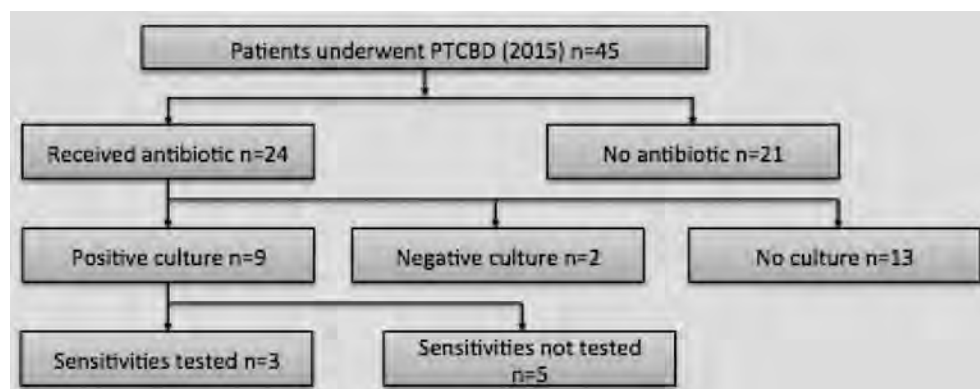 Patients underwent PTCBD (2015) n=45
Received antibiotic n=24
No antibiotic n=21
Positive culture n=9
Negative culture n=2
No culture n=13
Sensitivities tested n=3
Sensitivities not tested
n=5